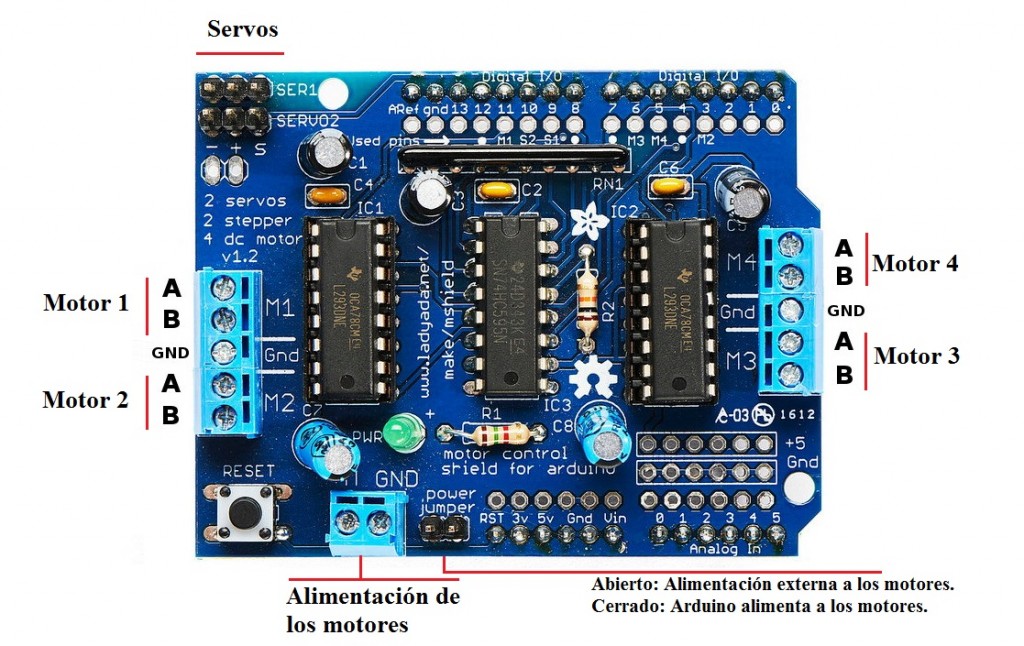 Servos
Digital I/O
Digital I/O
SER1
SERVO2
ARef gnd 13 12 11 10 9 8
7 6 5 4 3 2 1 0
Used pins
M1 S2 S1
M3 M4 M2
- + S
C1
C4
C3
C2
RN1
C6
2 servos
2 stepper
4 dc motor
v1.2
IC1
IC2
www.ladyada.net/
make/mshield
L293DNE
SN74HC595N
L293DNE
R2
Motor 1
A
B
GND
Motor 2
A
B
M1
Gnd
M2
M4
Gnd
M3
A
B
Motor 4
GND
A
B
Motor 3
C7
PWR
+
R1
IC3
C8
1612
motor control
shield for arduino
+5
Gnd
RESET
GND
power
jumper
RST 3v 5v Gnd Vin
0 1 2 3 4 5
Analog In
Alimentación de
los motores
Abierto: Alimentación externa a los motores.
Cerrado: Arduino alimenta a los motores.